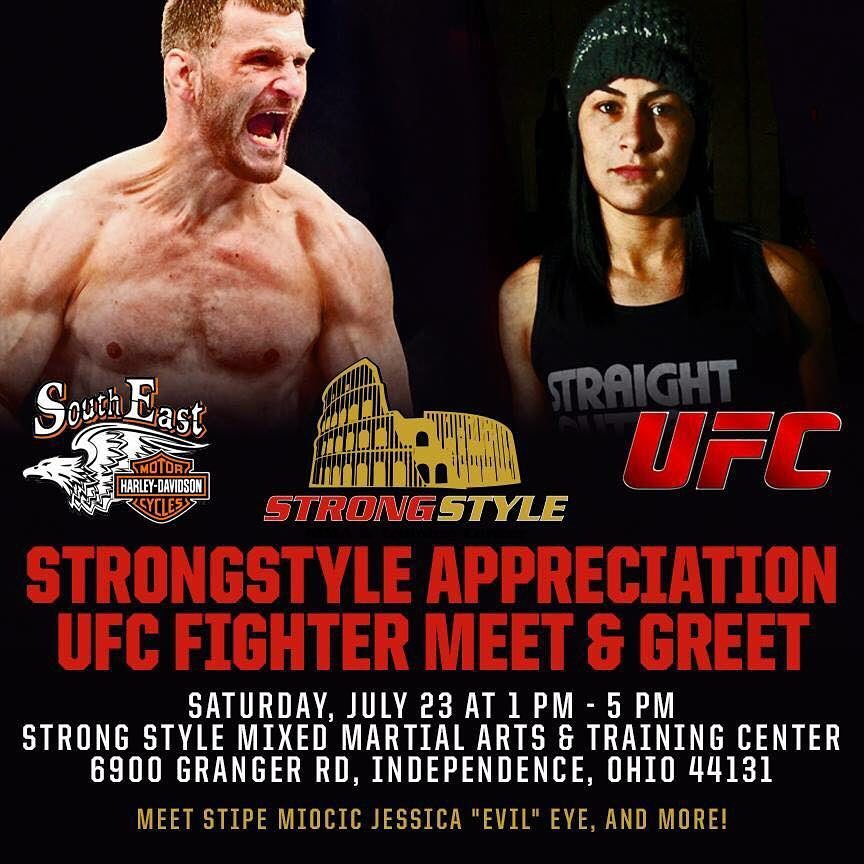 STRAIGHT
South East
MOTOR
HARLEY-DAVIDSON
CYCLES
STRONGSTYLE
UFC
STRONGSTYLE APPRECIATION
UFC FIGHTER MEET & GREET
SATURDAY, JULY 23 AT 1 PM - 5 PM
STRONG STYLE MIXED MARTIAL ARTS & TRAINING CENTER
6900 GRANGER RD, INDEPENDENCE, OHIO 44131
MEET STIPE MIOCIC JESSICA "EVIL" EYE, AND MORE!